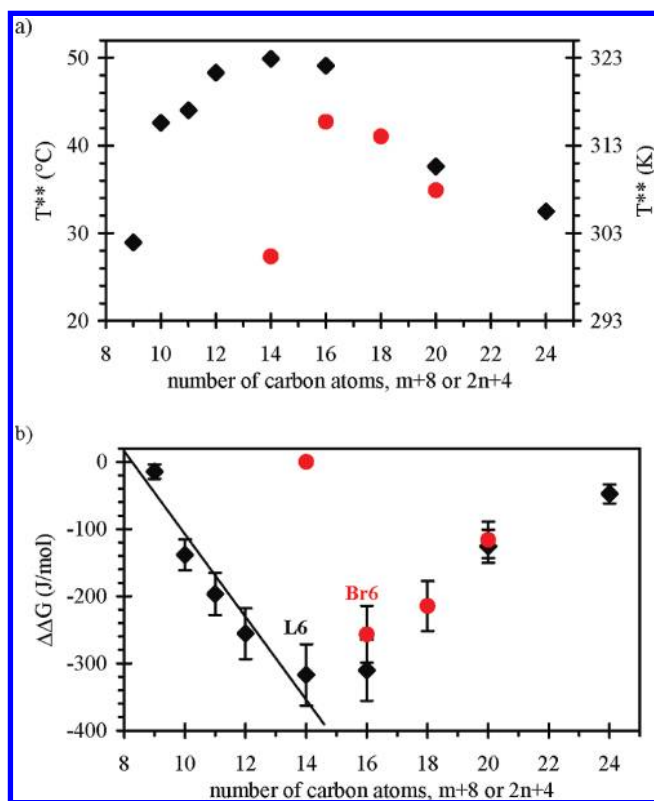 a)
50
40
30
20
T** (°C)
323
313
303
293
T** (K)
8 10 12 14 16 18 20 22 24
number of carbon atoms, m+8 or 2n+4
b)
0
-100
-200
-300
-400
ΔΔG (J/mol)
Br6
L6
8 10 12 14 16 18 20 22 24
number of carbon atoms, m+8 or 2n+4